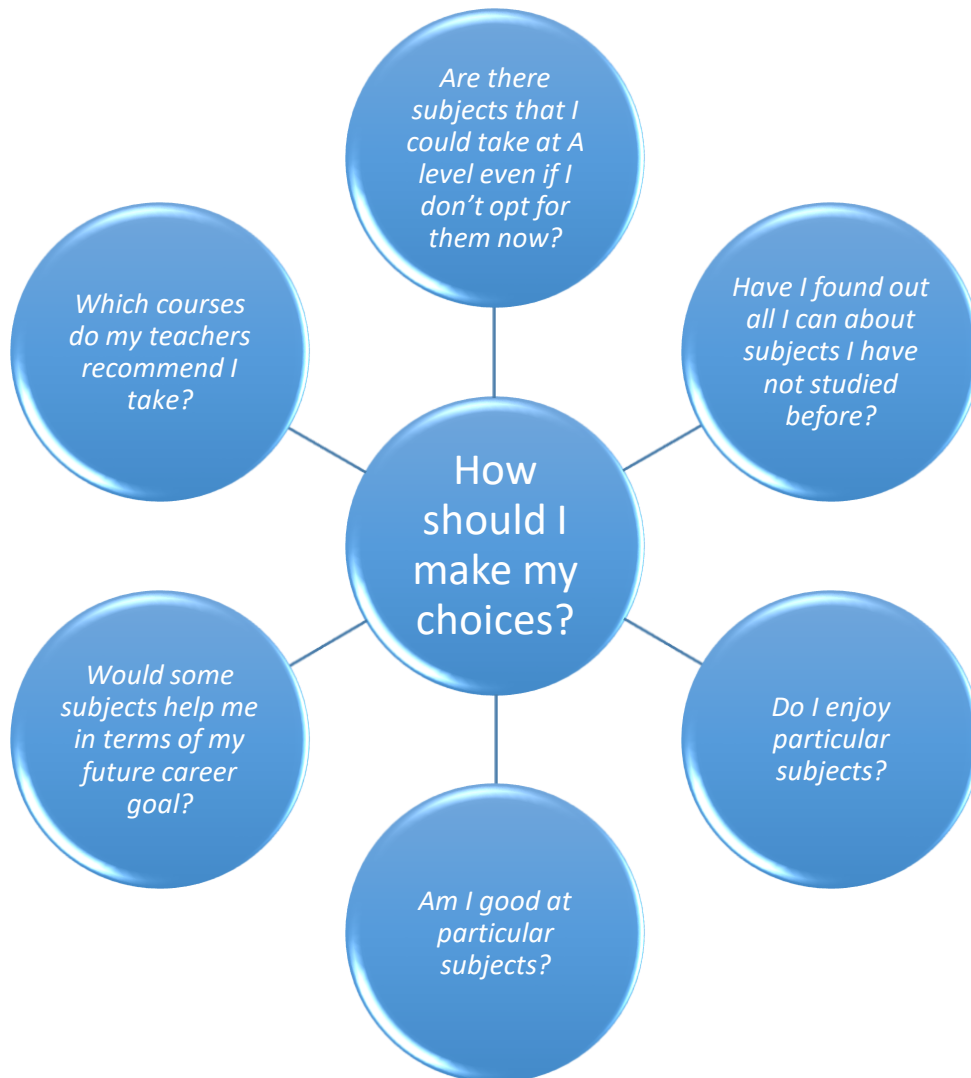 Are there
subjects that I
could take at A
level even if I
don’t opt for
them now?
Have I found out
all I can about
subjects I have
not studied
before?
Do I enjoy
particular
subjects?
Am I good at
particular
subjects?
Would some
subjects help me
in terms of my
future career
goal?
Which courses
do my teachers
recommend I
take?
How
should I
make my
choices?